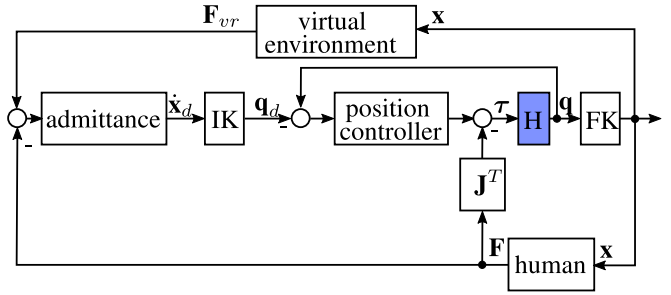 F_vr
virtual
environment
x
admittance
ẋ_d
IK
q_d
-
position
controller
τ
-
H
q
FK
-
J^T
F
human
x